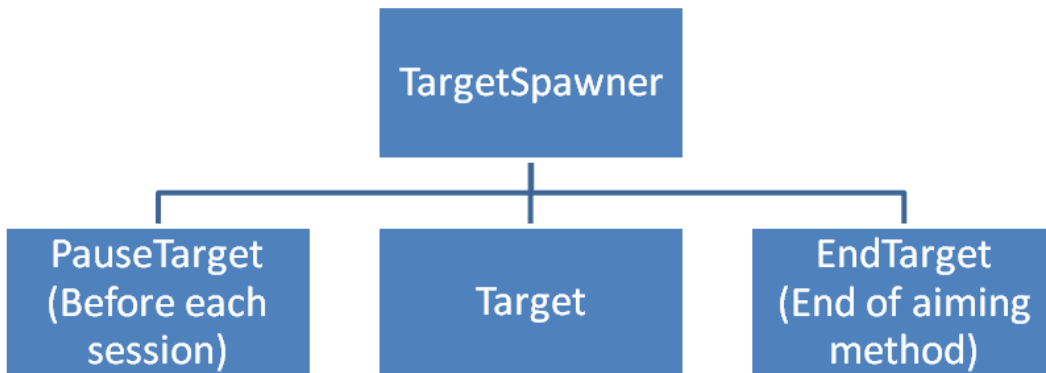 TargetSpawner
PauseTarget
(Before each
session)
Target
EndTarget
(End of aiming
method)